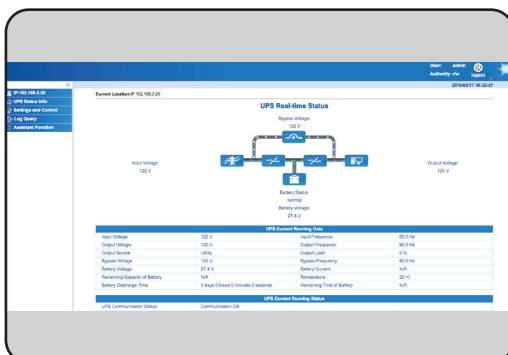 User: admin
Authority: r/w logout
2015/03/17 00:22:21
IP:192.168.2.25
UPS Status Info
Settings and Control
Log Query
Assistant Function
Current Location:IP 192.168.2.25
UPS Real-time Status
Bypass Voltage:
122 V
Input Voltage:
122 V
Output Voltage:
120 V
Battery Status:
Normal
Battery Voltage:
27.4 V
UPS Current Running Data
Input Voltage 122 V Input Frequency 60.0 Hz
Output Voltage 120 V Output Frequency 60.0 Hz
Output Source Utility Output Load 0 %
Bypass Voltage 122 V Bypass Frequency 60.0 Hz
Battery Voltage 27.4 V Battery Current N/A
Remaining Capacity of Battery N/A Temperature 20 °C
Battery Discharge Time 0 days 0 hours 0 minutes 0 seconds Remaining Time of Battery N/A
UPS Current Running Status
UPS Communication Status Communication OK